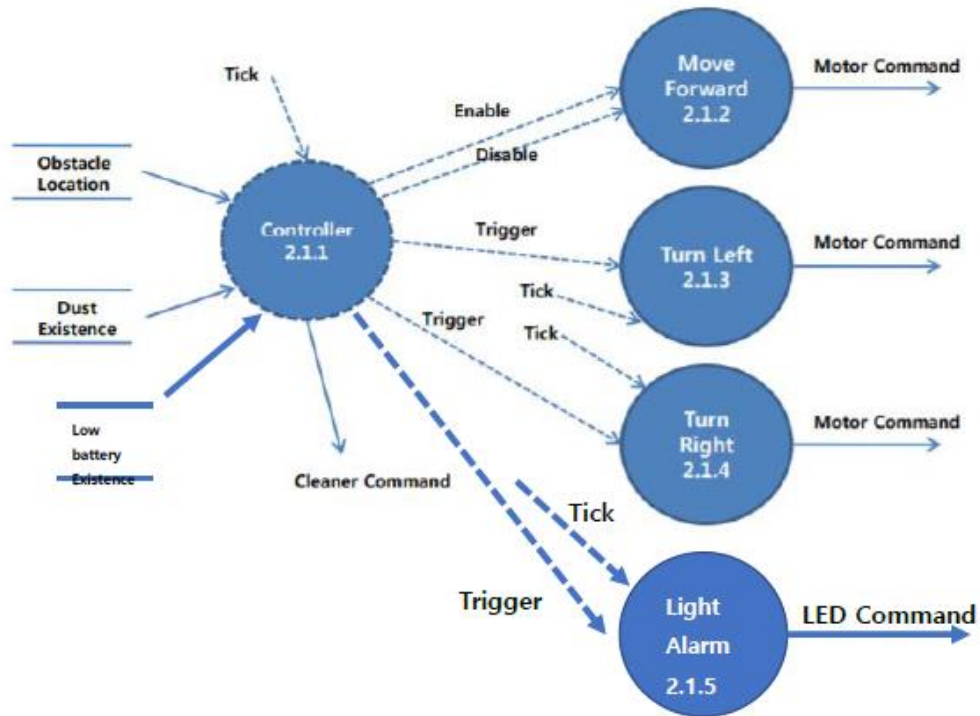 Tick
Obstacle
Location
Dust
Existence
Low
battery
Existence
Controller
2.1.1
Enable
Disable
Trigger
Tick
Trigger
Tick
Cleaner Command
Tick
Trigger
Move
Forward
2.1.2
Motor Command
Turn Left
2.1.3
Motor Command
Turn
Right
2.1.4
Motor Command
Light
Alarm
2.1.5
LED Command